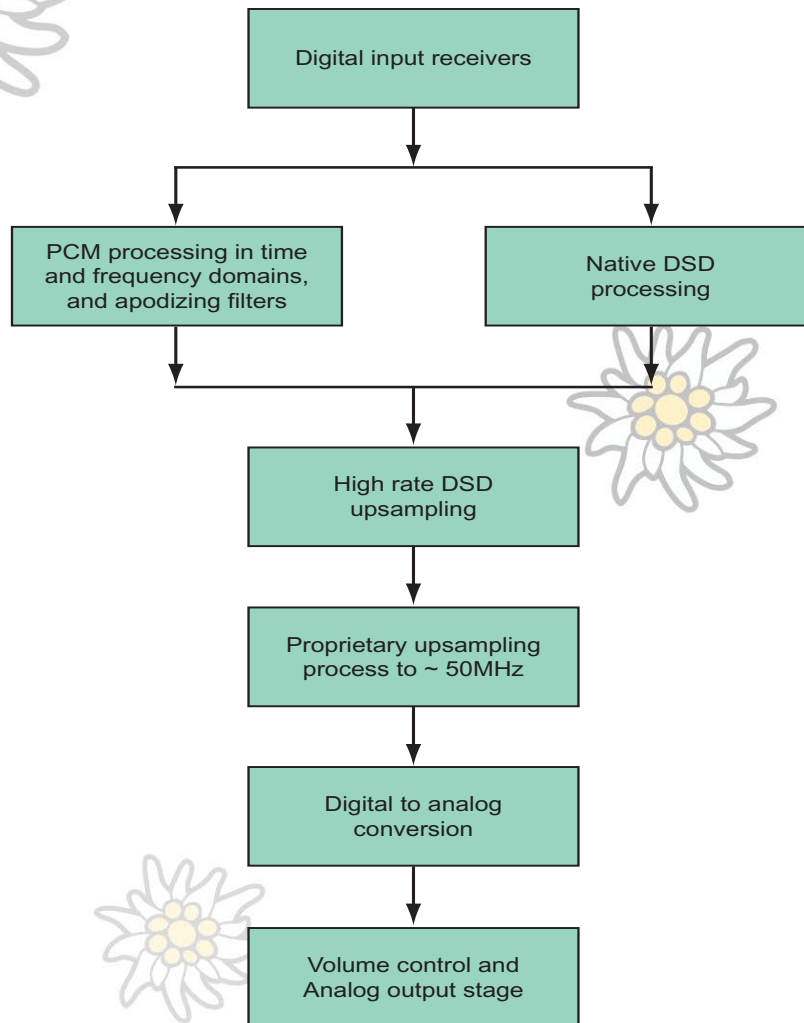 Digital input receivers
PCM processing in time
and frequency domains,
and apodizing filters
Native DSD
processing
High rate DSD
upsampling
Proprietary upsampling
process to ~ 50MHz
Digital to analog
conversion
Volume control and
Analog output stage